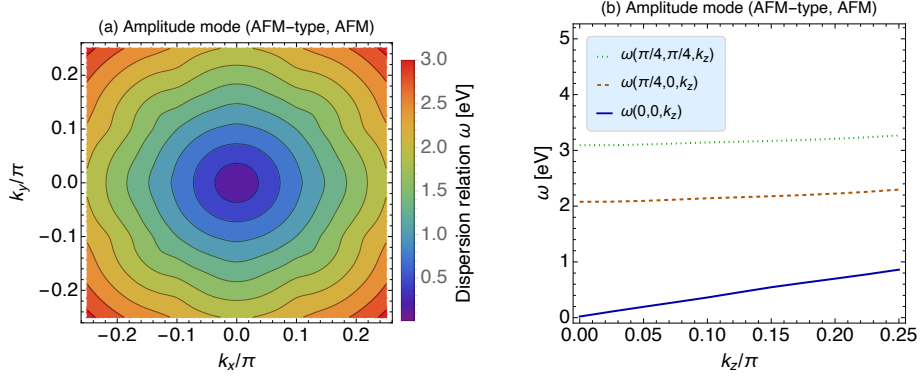 (a) Amplitude mode (AFM-type, AFM)
0.2
0.1
0.0
−0.1
−0.2
k_y/π
−0.2
−0.1
0.0
0.1
0.2
k_x/π
3.0
2.5
2.0
1.5
1.0
0.5
Dispersion relation ω [eV]
(b) Amplitude mode (AFM-type, AFM)
5
4
3
2
1
0
ω [eV]
ω(π/4,π/4,k_z)
ω(π/4,0,k_z)
ω(0,0,k_z)
0.00
0.05
0.10
0.15
0.20
0.25
k_z/π